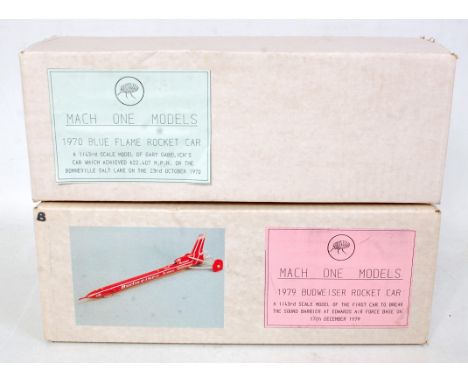 MACH ONE MODELS
1970 BLUE FLAME ROCKET CAR
A 1/43rd SCALE MODEL OF GARY GABELICH'S
CAR WHICH ACHIEVED 622.407 M.P.H. ON THE
BONNEVILLE SALT LAKE ON THE 23rd OCTOBER 1970
B
Budweiser
MACH ONE MODELS
1979 BUDWEISER ROCKET CAR
A 1/43rd SCALE MODEL OF THE FIRST CAR TO BREAK
THE SOUND BARRIER AT EDWARDS AIR FORCE BASE ON
17th DECEMBER 1979